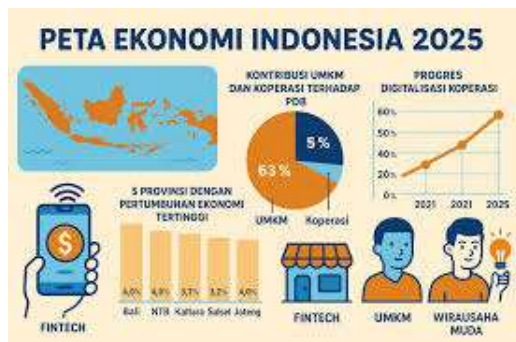 PETA EKONOMI INDONESIA 2025
KONTRIBUSI UMKM
DAN KOPERASI TERHADAP
PDB
5%
63%
UMKM
Koperasi
PROGRES
DIGITALISASI KOPERASI
60%
40%
20%
0%
2021
2021
2025
5 PROVINSI DENGAN
PERTUMBUHAN EKONOMI
TERTINGGI
Bali
NTB
Kaltara
Sulsel
Jateng
FINTECH
FINTECH
UMKM
WIRAUSAHA
MUDA
$